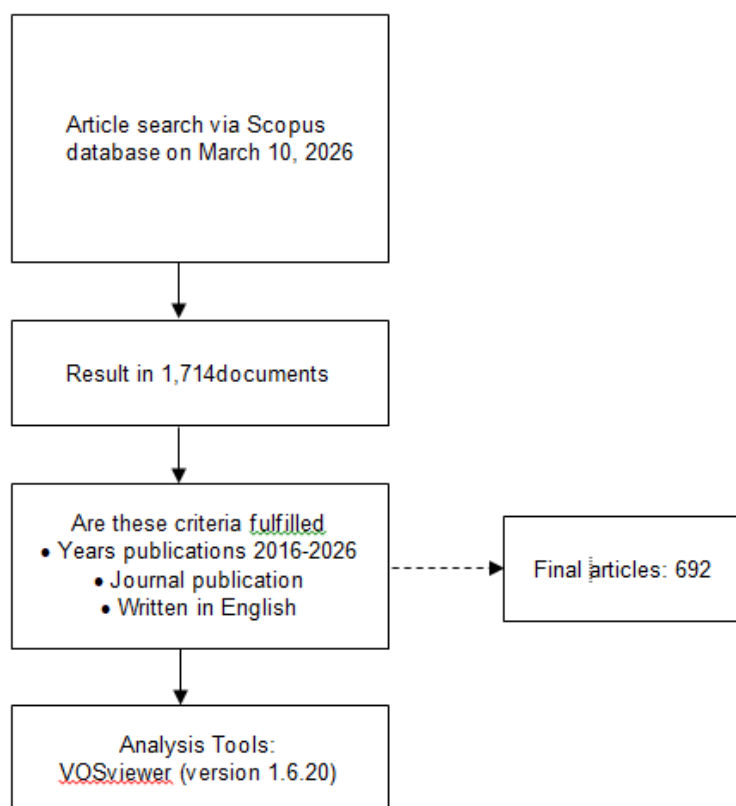 Article search via Scopus
database on March 10, 2026
Result in 1,714documents
Are these criteria fulfilled
• Years publications 2016-2026
• Journal publication
• Written in English
Final articles: 692
Analysis Tools:
VOSviewer (version 1.6.20)